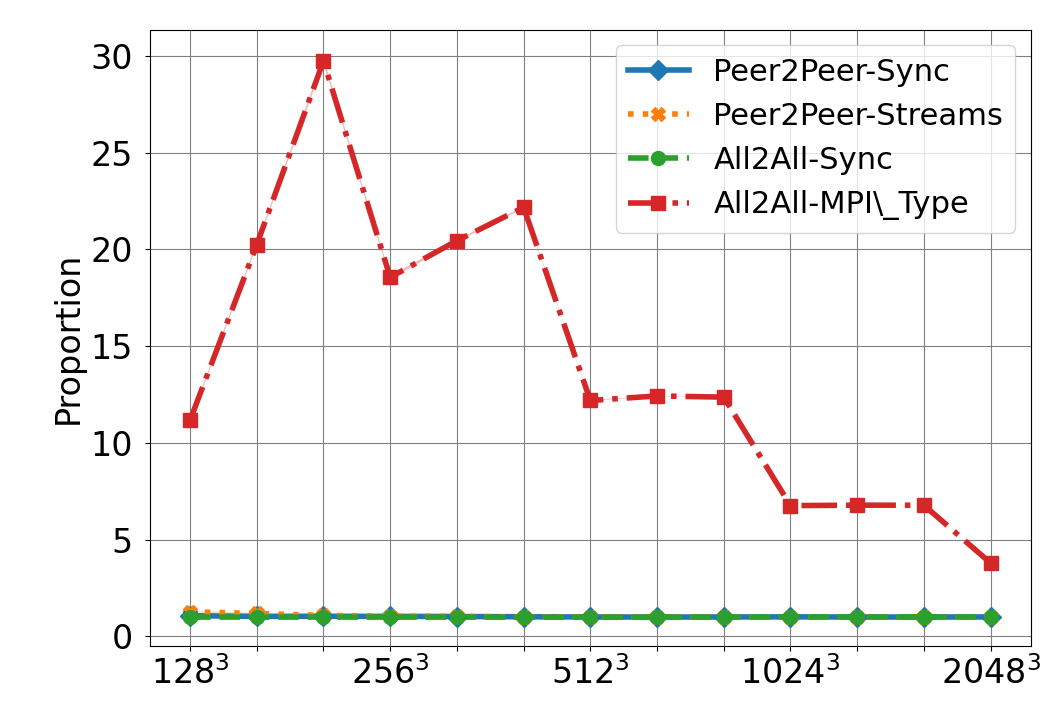 30
25
20
15
10
5
0
Proportion
Peer2Peer-Sync
Peer2Peer-Streams
All2All-Sync
All2All-MPI\_Type
128³ 256³ 512³ 1024³ 2048³